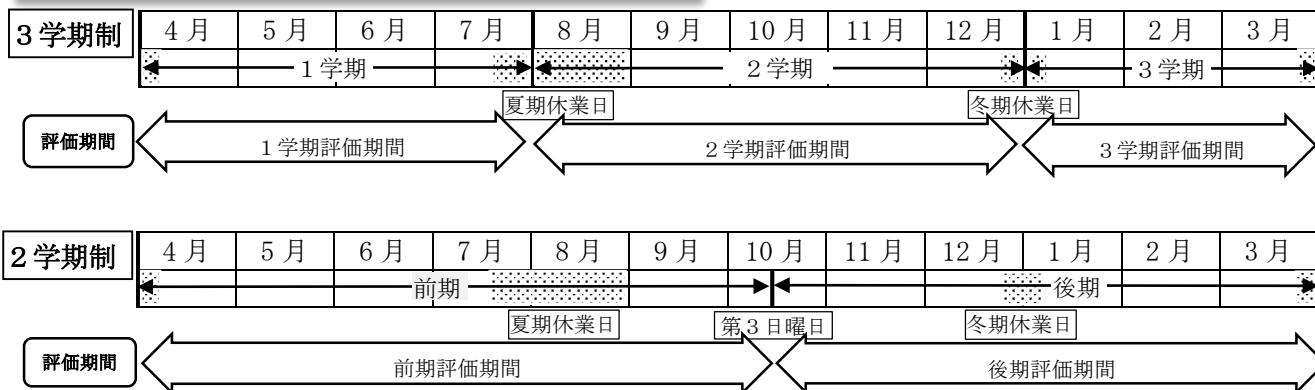 3学期制 4月 5月 6月 7月 8月 9月 10月 11月 12月 1月 2月 3月
1学期 2学期 3学期
夏期休業日 冬期休業日
評価期間 1学期評価期間 2学期評価期間 3学期評価期間
2学期制 4月 5月 6月 7月 8月 9月 10月 11月 12月 1月 2月 3月
前期 後期
夏期休業日 第3日曜日 冬期休業日
評価期間 前期評価期間 後期評価期間